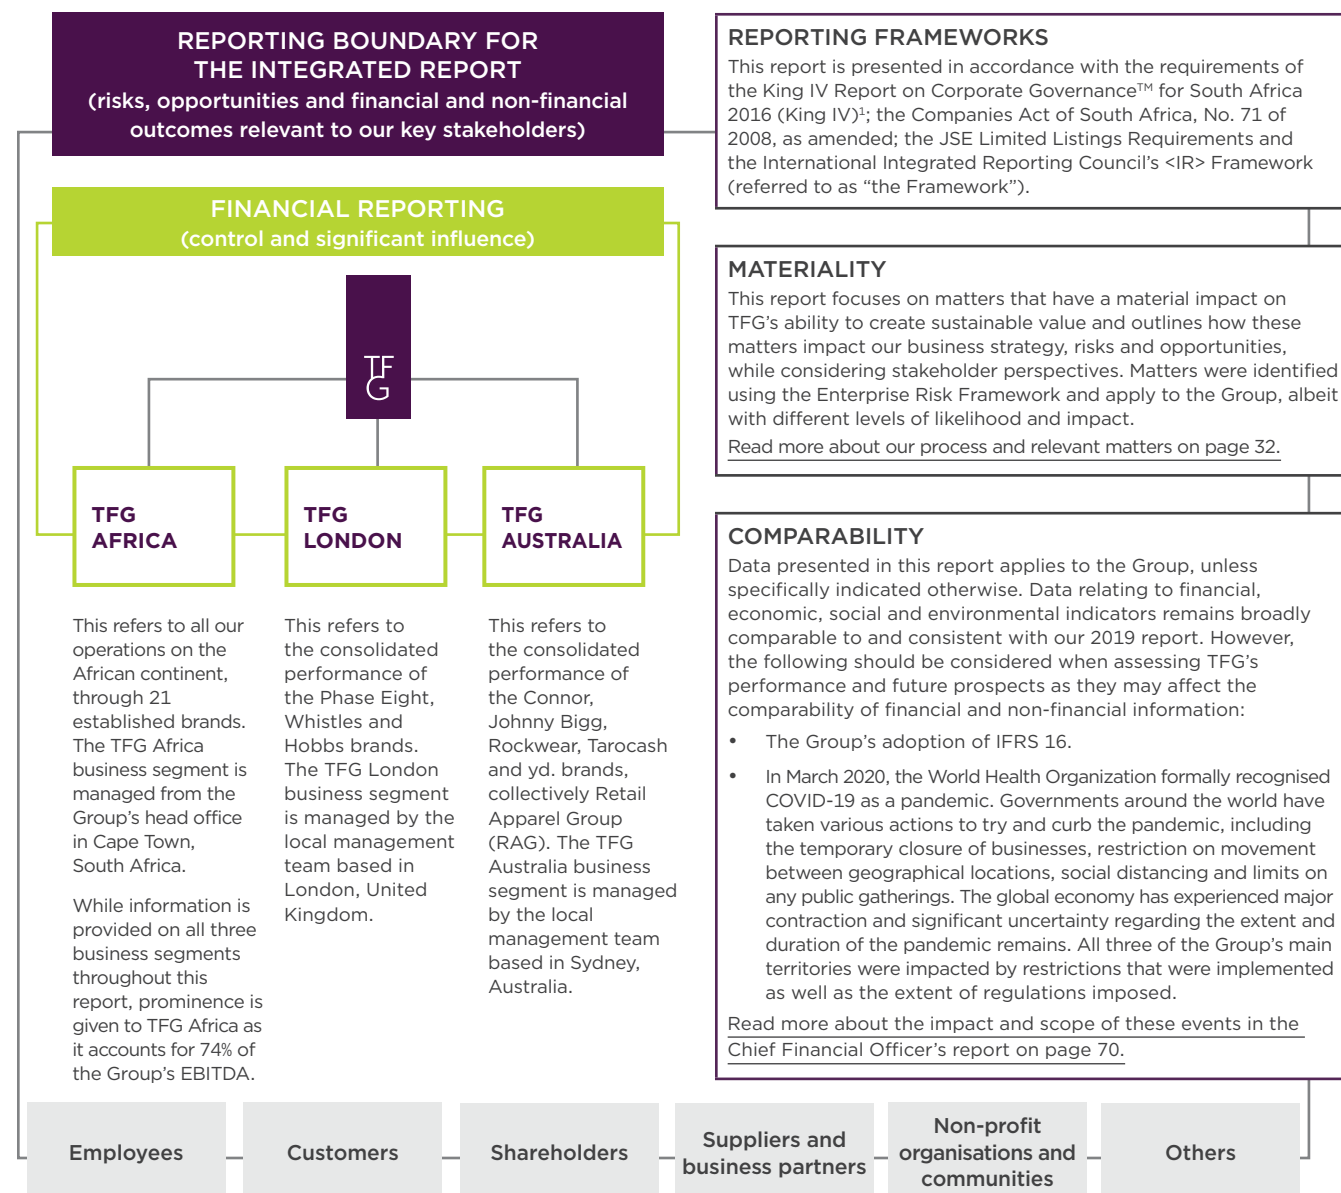 REPORTING BOUNDARY FOR
THE INTEGRATED REPORT
(risks, opportunities and financial and non-financial
outcomes relevant to our key stakeholders)
FINANCIAL REPORTING
(control and significant influence)
TF
G
TFG
AFRICA
This refers to all our
operations on the
African continent,
through 21
established brands.
The TFG Africa
business segment is
managed from the
Group's head office
in Cape Town,
South Africa.
While information is
provided on all three
business segments
throughout this
report, prominence is
given to TFG Africa as
it accounts for 74% of
the Group's EBITDA.
TFG
LONDON
This refers to
the consolidated
performance of
the Phase Eight,
Whistles and
Hobbs brands.
The TFG London
business segment
is managed by the
local management
team based in
London, United
Kingdom.
TFG
AUSTRALIA
This refers to
the consolidated
performance of
the Connor,
Johnny Bigg,
Rockwear, Tarocash
and yd. brands,
collectively Retail
Apparel Group
(RAG). The TFG
Australia business
segment is managed
by the local
management team
based in Sydney,
Australia.
REPORTING FRAMEWORKS
This report is presented in accordance with the requirements of
the King IV Report on Corporate Governance™ for South Africa
2016 (King IV)¹; the Companies Act of South Africa, No. 71 of
2008, as amended; the JSE Limited Listings Requirements and
the International Integrated Reporting Council's <IR> Framework
(referred to as “the Framework”).
MATERIALITY
This report focuses on matters that have a material impact on
TFG's ability to create sustainable value and outlines how these
matters impact our business strategy, risks and opportunities,
while considering stakeholder perspectives. Matters were identified
using the Enterprise Risk Framework and apply to the Group, albeit
with different levels of likelihood and impact.
Read more about our process and relevant matters on page 32.
COMPARABILITY
Data presented in this report applies to the Group, unless
specifically indicated otherwise. Data relating to financial,
economic, social and environmental indicators remains broadly
comparable to and consistent with our 2019 report. However,
the following should be considered when assessing TFG's
performance and future prospects as they may affect the
comparability of financial and non-financial information:
• The Group's adoption of IFRS 16.
• In March 2020, the World Health Organization formally recognised
COVID-19 as a pandemic. Governments around the world have
taken various actions to try and curb the pandemic, including
the temporary closure of businesses, restriction on movement
between geographical locations, social distancing and limits on
any public gatherings. The global economy has experienced major
contraction and significant uncertainty regarding the extent and
duration of the pandemic remains. All three of the Group's main
territories were impacted by restrictions that were implemented
as well as the extent of regulations imposed.
Read more about the impact and scope of these events in the
Chief Financial Officer's report on page 70.
Employees
Customers
Shareholders
Suppliers and
business partners
Non-profit
organisations and
communities
Others